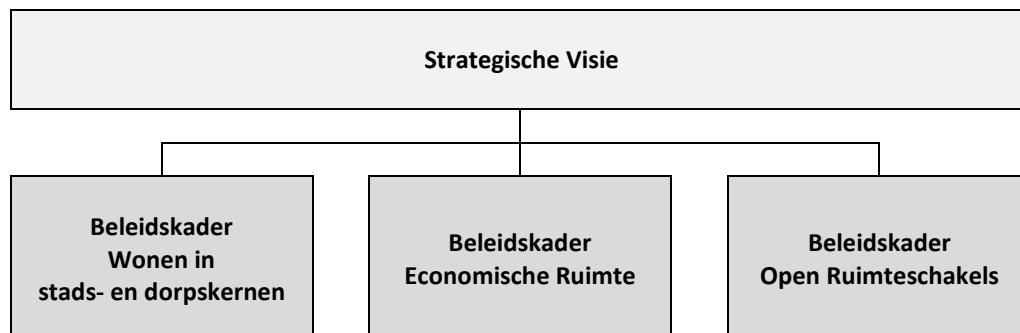 Strategische Visie
Beleidskader
Wonen in
stads- en dorpskernen
Beleidskader
Economische Ruimte
Beleidskader
Open Ruimteschakels